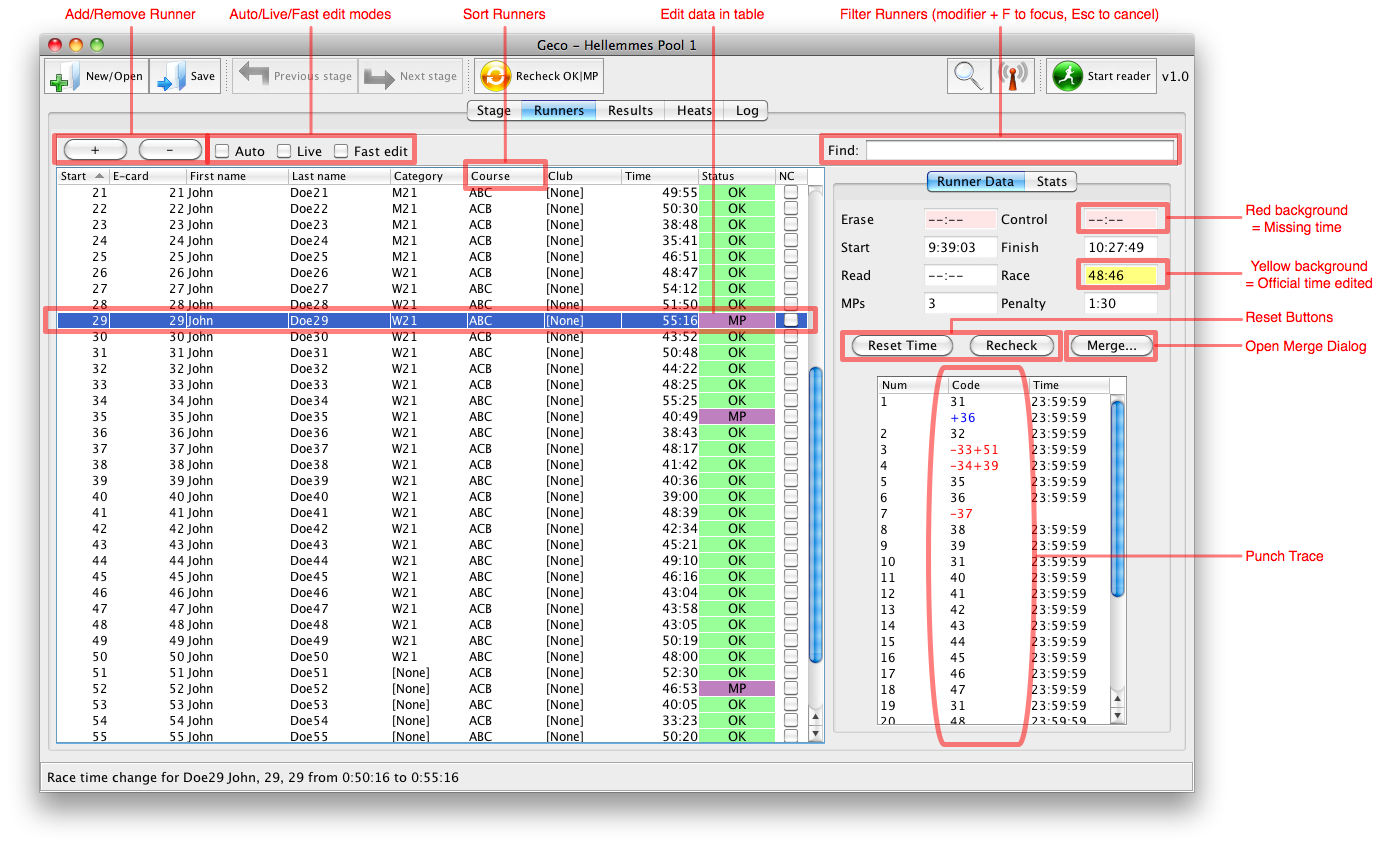 Add/Remove Runner Auto/Live/Fast edit modes Sort Runners Edit data in table Filter Runners (modifier + F to focus, Esc to cancel)
Geco – Hellemmes Pool 1
New/Open Save Previous stage Next stage Recheck OK|MP Start reader v1.0
Stage Runners Results Heats Log
+ - Auto Live Fast edit Find:
Start E-card First name Last name Category Course Club Time Status NC
21 21 John Doe21 M21 ABC [None] 49:55 OK
22 22 John Doe22 M21 ACB [None] 50:30 OK
23 23 John Doe23 M21 ACB [None] 38:48 OK
24 24 John Doe24 M21 ACB [None] 35:41 OK
25 25 John Doe25 M21 ABC [None] 46:51 OK
26 26 John Doe26 W21 ACB [None] 48:47 OK
27 27 John Doe27 W21 ABC [None] 54:12 OK
28 28 John Doe28 W21 ABC [None] 51:50 OK
29 29 John Doe29 W21 ABC [None] 55:16 MP
30 30 John Doe30 W21 ACB [None] 43:52 OK
31 31 John Doe31 W21 ABC [None] 50:48 OK
32 32 John Doe32 W21 ACB [None] 44:22 OK
33 33 John Doe33 W21 ACB [None] 48:25 OK
34 34 John Doe34 W21 ABC [None] 55:25 OK
35 35 John Doe35 W21 ABC [None] 40:49 MP
36 36 John Doe36 W21 ACB [None] 38:43 OK
37 37 John Doe37 W21 ABC [None] 48:17 OK
38 38 John Doe38 W21 ACB [None] 41:42 OK
39 39 John Doe39 W21 ABC [None] 40:36 OK
40 40 John Doe40 W21 ACB [None] 39:00 OK
41 41 John Doe41 W21 ABC [None] 48:39 OK
42 42 John Doe42 W21 ACB [None] 42:34 OK
43 43 John Doe43 W21 ABC [None] 45:21 OK
44 44 John Doe44 W21 ABC [None] 49:10 OK
45 45 John Doe45 W21 ABC [None] 46:16 OK
46 46 John Doe46 W21 ABC [None] 43:04 OK
47 47 John Doe47 W21 ACB [None] 43:58 OK
48 48 John Doe48 W21 ACB [None] 43:05 OK
49 49 John Doe49 W21 ABC [None] 50:19 OK
50 50 John Doe50 W21 ABC [None] 48:00 OK
51 51 John Doe51 [None] ACB [None] 52:30 OK
52 52 John Doe52 [None] ACB [None] 46:53 MP
53 53 John Doe53 [None] ABC [None] 40:05 OK
54 54 John Doe54 [None] ACB [None] 33:23 OK
55 55 John Doe55 [None] ABC [None] 50:20 OK
Runner Data Stats
Erase --:-- Control --:--
Start 9:39:03 Finish 10:27:49
Read --:-- Race 48:46
MPs 3 Penalty 1:30
Reset Time Recheck Merge...
Num Code Time
1 31 23:59:59
+36 23:59:59
2 32 23:59:59
3 -33+51 23:59:59
4 -34+39 23:59:59
5 35 23:59:59
6 36 23:59:59
7 -37
8 38 23:59:59
9 39 23:59:59
10 31 23:59:59
11 40 23:59:59
12 41 23:59:59
13 42 23:59:59
14 43 23:59:59
15 44 23:59:59
16 45 23:59:59
17 46 23:59:59
18 47 23:59:59
19 31 23:59:59
20 48 23:59:59
Red background
= Missing time
Yellow background
= Official time edited
Reset Buttons
Open Merge Dialog
Punch Trace
Race time change for Doe29 John, 29, 29 from 0:50:16 to 0:55:16